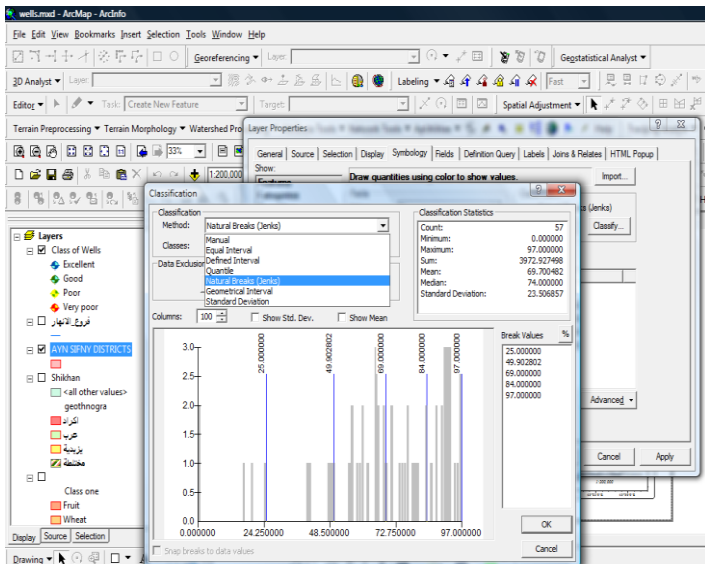 wells.mxd - ArcMap - ArcInfo
File Edit View Bookmarks Insert Selection Tools Window Help
Georeferencing Layer:
Geostatistical Analyst
3D Analyst Layer:
Labeling Fast
Editor Task: Create New Feature Target:
Spatial Adjustment
Terrain Preprocessing Terrain Morphology Watershed Pro
33%
1:200,000
Layers
Class of Wells
Excellent
Good
Poor
Very poor
فروع_الانهار
AYN SIFNY DISTRICTS
Shikhan
<all other values>
geothnogra
اكراد
عرب
يزيدية
مختلطة
Class one
Fruit
Wheat
Display Source Selection
Drawing
Layer Properties
General Source Selection Display Symbology Fields Definition Query Labels Joins & Relates HTML Popup
Show:
Features
Draw quantities using color to show values.
Import...
(Jenks)
Classify...
Advanced
Cancel Apply
Classification
Classification
Method: Natural Breaks (Jenks)
Classes:
Manual
Equal Interval
Defined Interval
Quantile
Natural Breaks (Jenks)
Geometrical Interval
Standard Deviation
Data Exclusion
Classification Statistics
Count: 57
Minimum: 0.000000
Maximum: 97.000000
Sum: 3972.927498
Mean: 69.700482
Median: 74.000000
Standard Deviation: 23.506857
Columns: 100 Show Std. Dev. Show Mean
Break Values %
25.000000
49.902802
69.000000
84.000000
97.000000
25.000000 49.902802 69.000000 84.000000 97.000000
3.0
2.5
2.0
1.5
1.0
0.5
0.0
0.000000 24.250000 48.500000 72.750000 97.000000
Snap breaks to data values
OK
Cancel